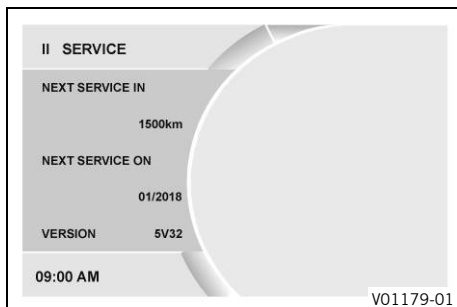 II SERVICE
NEXT SERVICE IN
1500km
NEXT SERVICE ON
01/2018
VERSION 5V32
09:00 AM
V01179-01